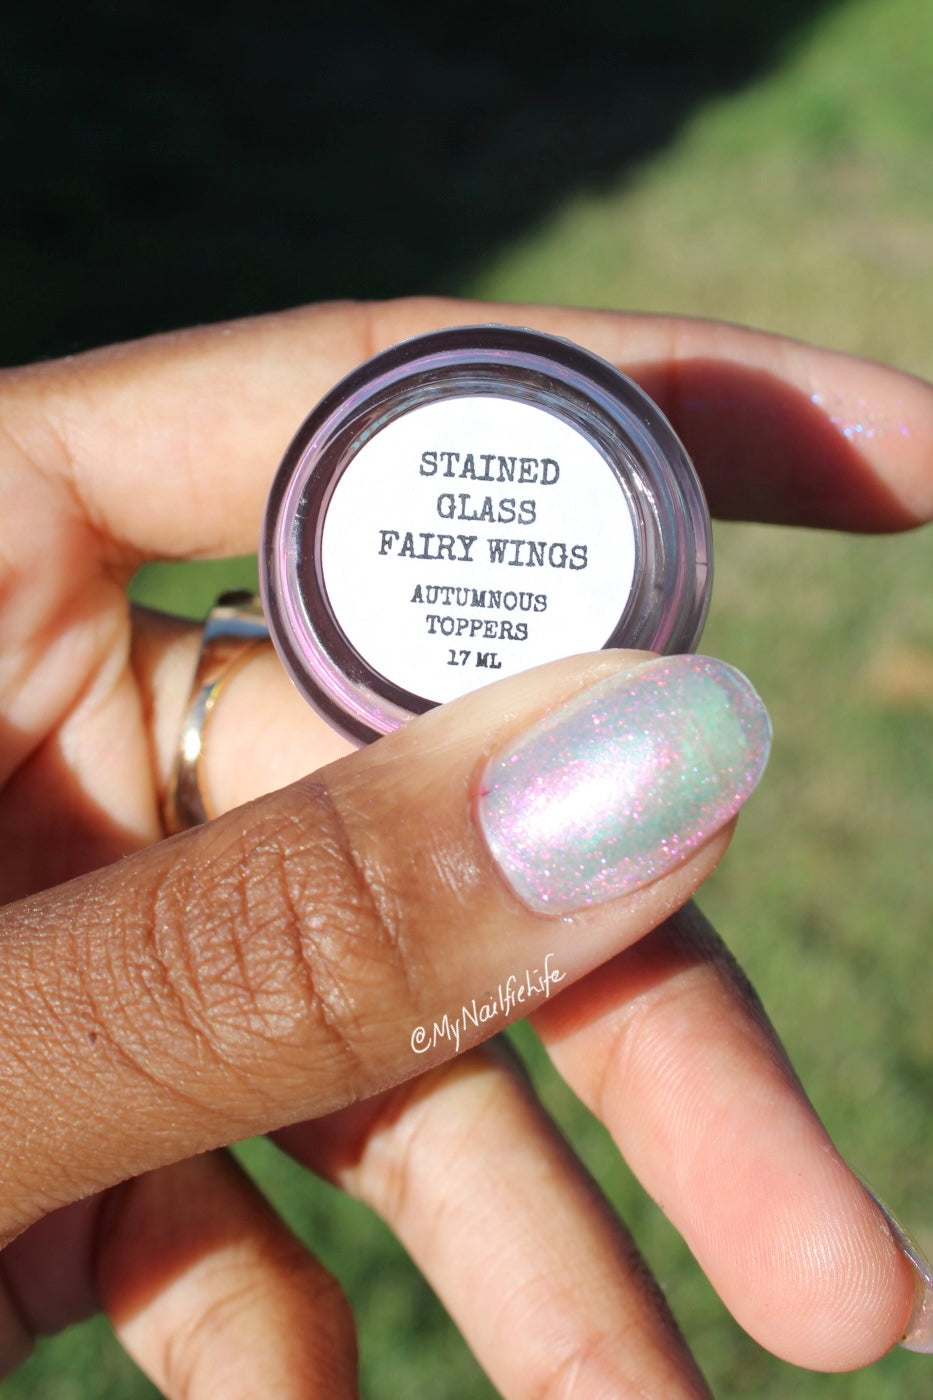 STAINED
GLASS
FAIRY WINGS
AUTUMNOUS
TOPPERS
17 ML
@MyNailfieLife